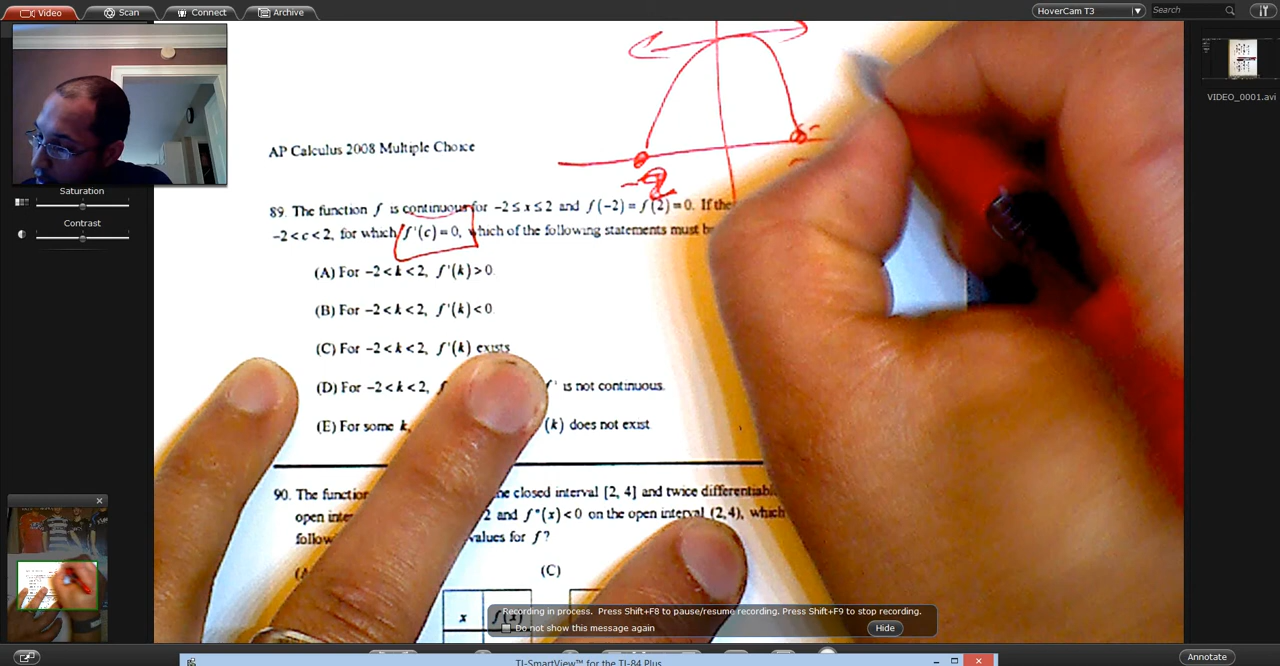 Video Scan Connect Archive HoverCam T3 Search
VIDEO_0001.avi
Saturation
Contrast
-2
AP Calculus 2008 Multiple Choice
89. The function f is continuous for -2 ≤ x ≤ 2 and f(-2) = f(2) = 0. If the
-2 < c < 2, for which f'(c) = 0, which of the following statements must
(A) For -2 < k < 2, f'(k) > 0.
(B) For -2 < k < 2, f'(k) < 0.
(C) For -2 < k < 2, f'(k) exists
(D) For -2 < k < 2, is not continuous.
(E) For some k, (k) does not exist
90. The function closed interval [2, 4] and twice
open 2 and f"(x) < 0 on the open interval (2,4), which
values for f?
(C)
x f(x)
Recording in process. Press Shift+F8 to pause/resume recording. Press Shift+F9 to stop recording.
Do not show this message again Hide
TI-SmartView™ for the TI-84 Plus
Annotate